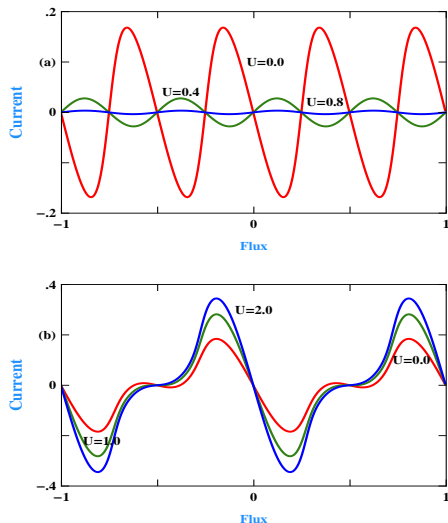 .2
(a)
U=0.0
U=0.4
U=0.8
Current
0
−.2
−1
0
1
Flux
.4
(b)
U=2.0
U=0.0
Current
0
U=1.0
−.4
−1
0
1
Flux